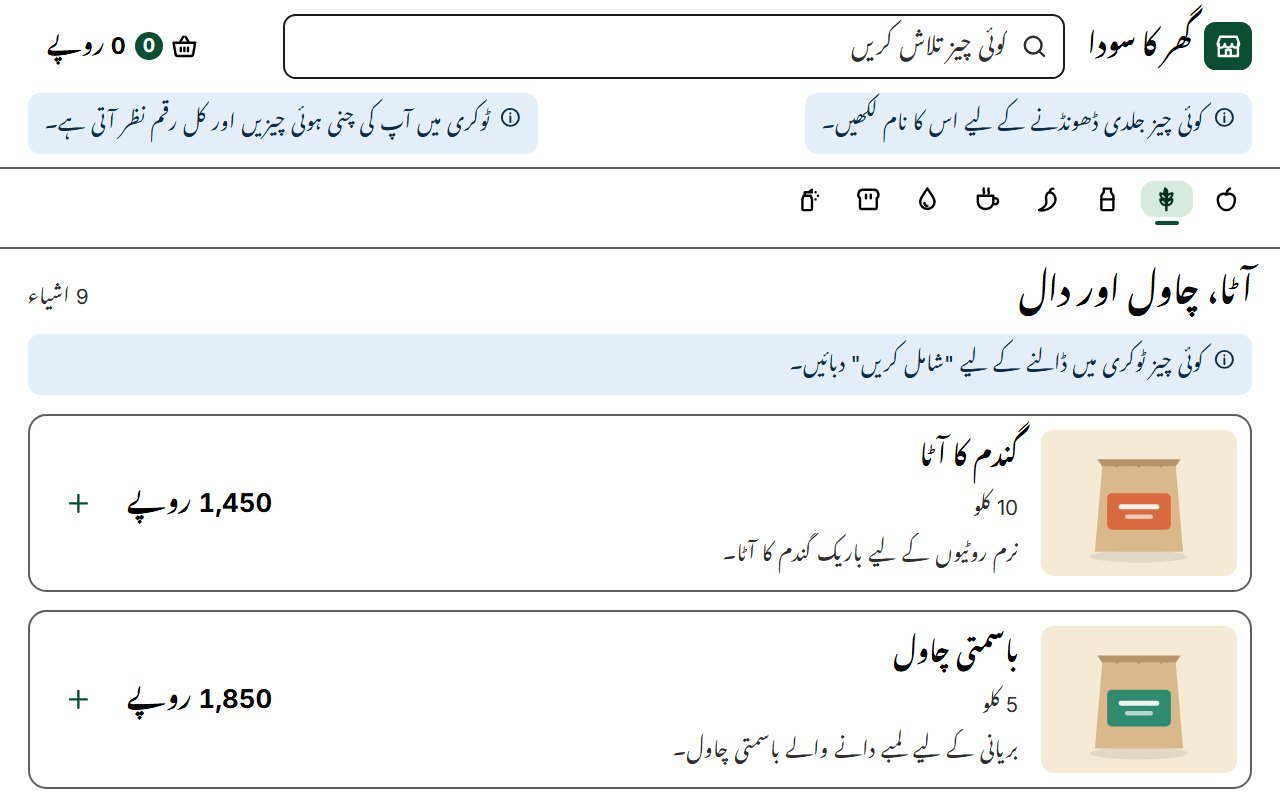 گھر کا سودا
کوئی چیز تلاش کریں
0
0 روپے
کوئی چیز جلدی ڈھونڈنے کے لیے اس کا نام لکھیں۔
ٹوکری میں آپ کی چنی ہوئی چیزیں اور کل رقم نظر آتی ہے۔
آٹا، چاول اور دال
9 اشیاء
کوئی چیز ٹوکری میں ڈالنے کے لیے "شامل کریں" دبائیں۔
گندم کا آٹا
10 کلو
نرم روٹیوں کے لیے باریک گندم کا آٹا۔
1,450 روپے
باسمتی چاول
5 کلو
بریانی کے لیے لمبے دانے والے باسمتی چاول۔
1,850 روپے